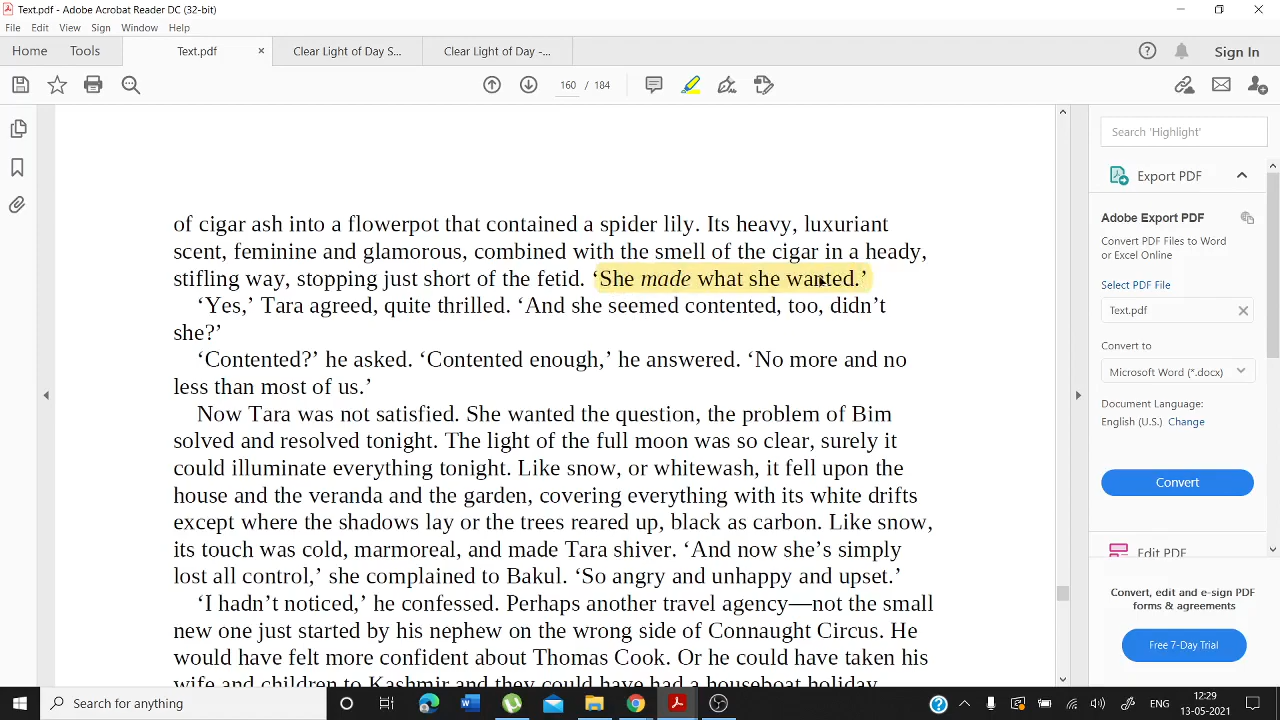 Text.pdf - Adobe Acrobat Reader DC (32-bit)
File Edit View Sign Window Help
Home Tools Text.pdf × Clear Light of Day S... Clear Light of Day -... Sign In
160 / 184
of cigar ash into a flowerpot that contained a spider lily. Its heavy, luxuriant
scent, feminine and glamorous, combined with the smell of the cigar in a heady,
stifling way, stopping just short of the fetid. ‘She made what she wanted.’
‘Yes,’ Tara agreed, quite thrilled. ‘And she seemed contented, too, didn’t
she?’
‘Contented?’ he asked. ‘Contented enough,’ he answered. ‘No more and no
less than most of us.’
Now Tara was not satisfied. She wanted the question, the problem of Bim
solved and resolved tonight. The light of the full moon was so clear, surely it
could illuminate everything tonight. Like snow, or whitewash, it fell upon the
house and the veranda and the garden, covering everything with its white drifts
except where the shadows lay or the trees reared up, black as carbon. Like snow,
its touch was cold, marmoreal, and made Tara shiver. ‘And now she’s simply
lost all control,’ she complained to Bakul. ‘So angry and unhappy and upset.’
‘I hadn’t noticed,’ he confessed. Perhaps another travel agency—not the small
new one just started by his nephew on the wrong side of Connaught Circus. He
would have felt more confident about Thomas Cook. Or he could have taken his
wife and children to Kashmir and they could have had a houseboat holiday
Search 'Highlight'
Export PDF
Adobe Export PDF
Convert PDF Files to Word
or Excel Online
Select PDF File
Text.pdf
Convert to
Microsoft Word (*.docx)
Document Language:
English (U.S.) Change
Convert
Edit PDF
Convert, edit and e-sign PDF
forms & agreements
Free 7-Day Trial
Search for anything
ENG
12:29
13-05-2021